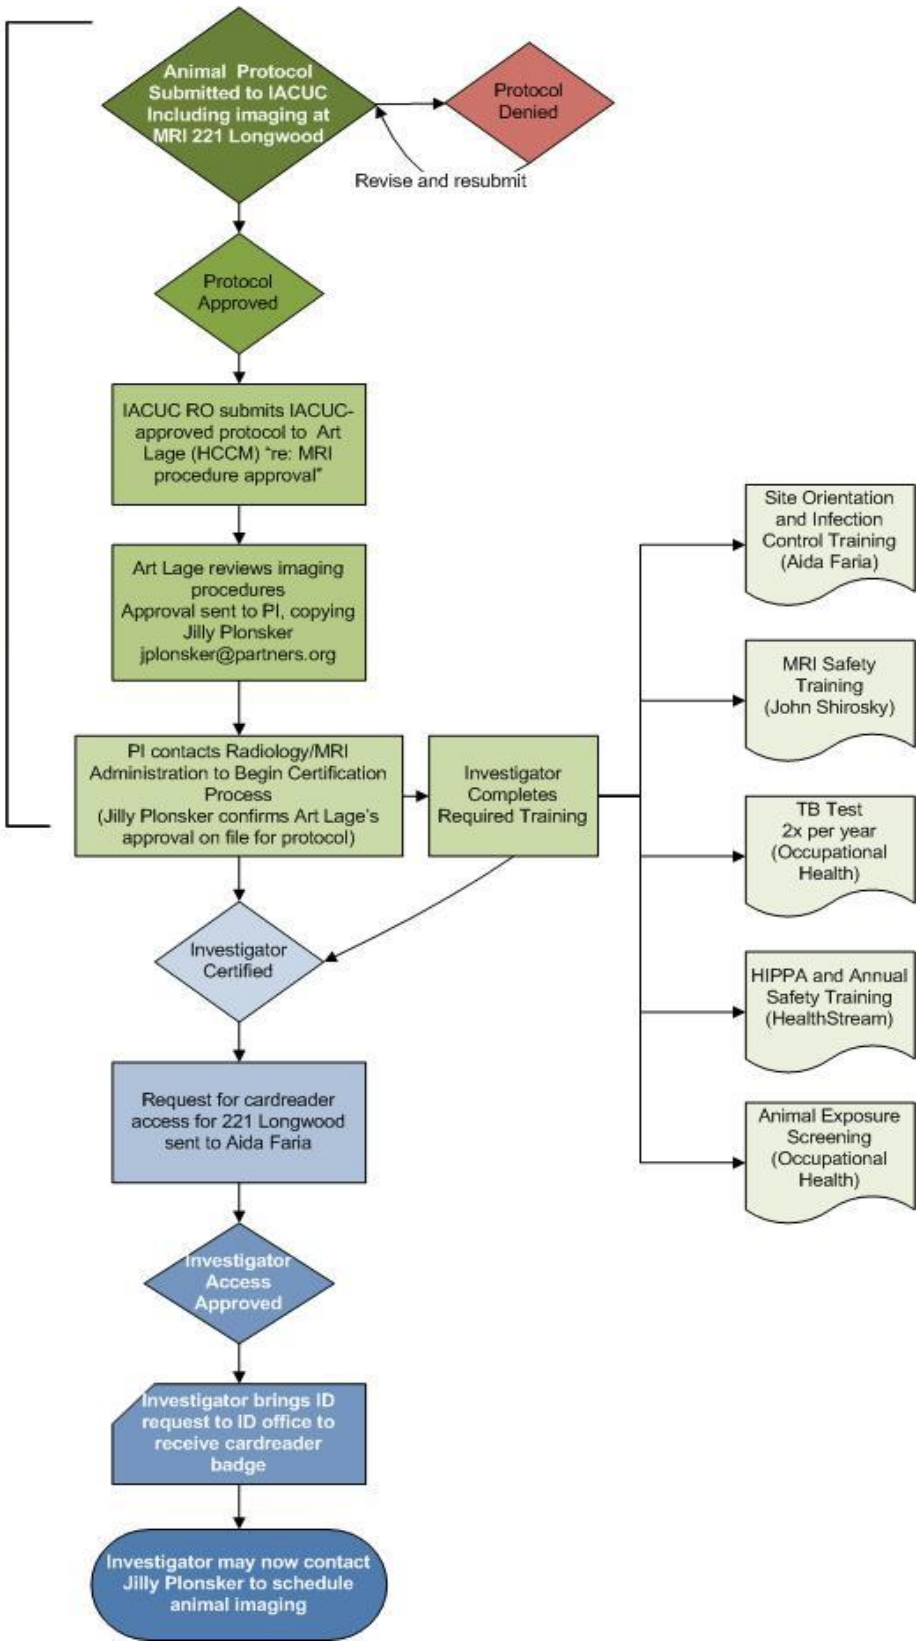 Animal Protocol
Submitted to IACUC
Including imaging at
MRI 221 Longwood
Protocol
Denied
Revise and resubmit
Protocol
Approved
IACUC RO submits IACUC-
approved protocol to Art
Lage (HCCM) "re: MRI
procedure approval"
Art Lage reviews imaging
procedures
Approval sent to PI, copying
Jilly Plonsker
jplonsker@partners.org
PI contacts Radiology/MRI
Administration to Begin Certification
Process
(Jilly Plonsker confirms Art Lage's
approval on file for protocol)
Investigator
Completes
Required Training
Site Orientation
and Infection
Control Training
(Aida Faria)
MRI Safety
Training
(John Shirosky)
TB Test
2x per year
(Occupational
Health)
HIPPA and Annual
Safety Training
(HealthStream)
Animal Exposure
Screening
(Occupational
Health)
Investigator
Certified
Request for cardreader
access for 221 Longwood
sent to Aida Faria
Investigator
Access
Approved
Investigator brings ID
request to ID office to
receive cardreader
badge
Investigator may now contact
Jilly Plonsker to schedule
animal imaging